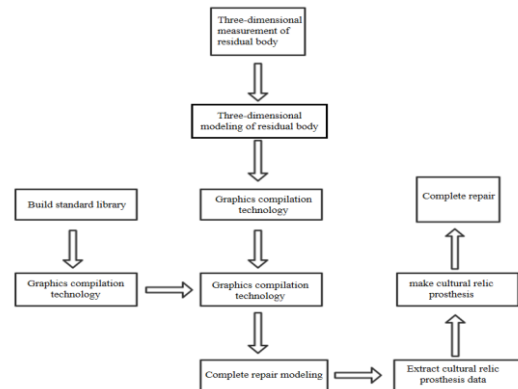 Three-dimensional
measurement of
residual body
Three-dimensional
modeling of residual body
Graphics compilation
technology
Complete repair
Build standard library
Graphics compilation
technology
Graphics compilation
technology
make cultural relic
prosthesis
Complete repair modeling
Extract cultural relic
prosthesis data